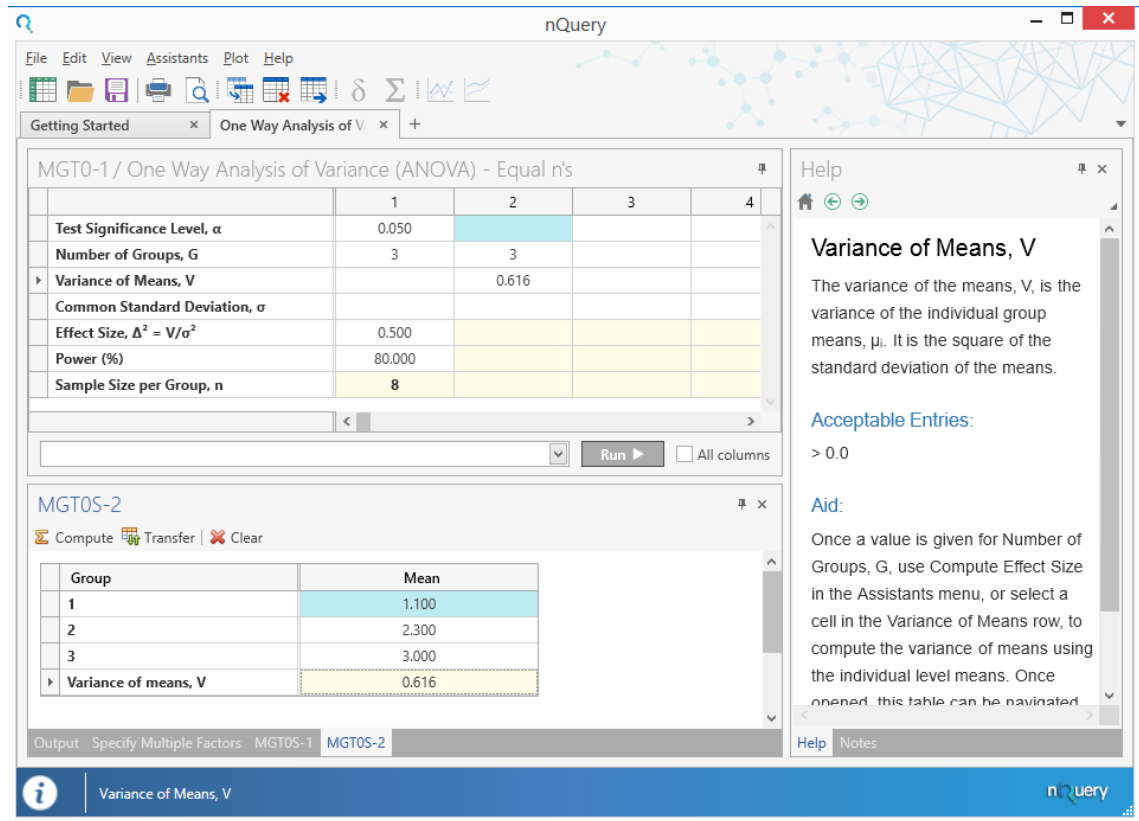 nQuery
File Edit View Assistants Plot Help
δ Σ
Getting Started × One Way Analysis of V × +
MGT0-1 / One Way Analysis of Variance (ANOVA) - Equal n's
1 2 3 4
Test Significance Level, α 0.050
Number of Groups, G 3 3
Variance of Means, V 0.616
Common Standard Deviation, σ
Effect Size, Δ² = V/σ² 0.500
Power (%) 80.000
Sample Size per Group, n 8
Run All columns
MGT0S-2
Compute Transfer | Clear
Group Mean
1 1.100
2 2.300
3 3.000
Variance of means, V 0.616
Output Specify Multiple Factors MGT0S-1 MGT0S-2
Help
Variance of Means, V
The variance of the means, V, is the
variance of the individual group
means, μᵢ. It is the square of the
standard deviation of the means.
Acceptable Entries:
> 0.0
Aid:
Once a value is given for Number of
Groups, G, use Compute Effect Size
in the Assistants menu, or select a
cell in the Variance of Means row, to
compute the variance of means using
the individual level means. Once
opened, this table can be navigated
Help Notes
i Variance of Means, V
nQuery